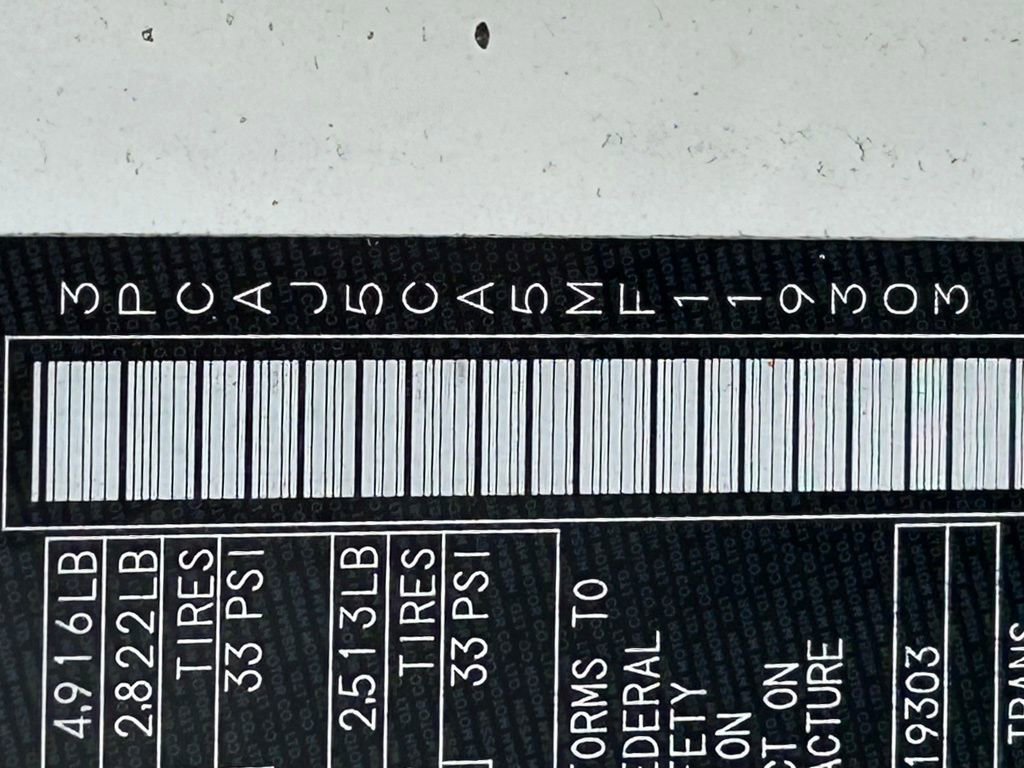 3PCAJ5CA5MF119303
4,916LB
2,822LB
TIRES
33 PSI
2,513LB
TIRES
33 PSI
ORMS TO
EDERAL
FETY
ON
CT ON
ACTURE
19303
TRANS